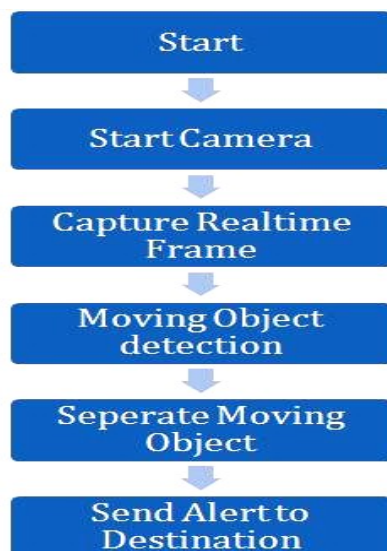 Start
Start Camera
Capture Realtime
Frame
Moving Object
detection
Seperate Moving
Object
Send Alert to
Destination